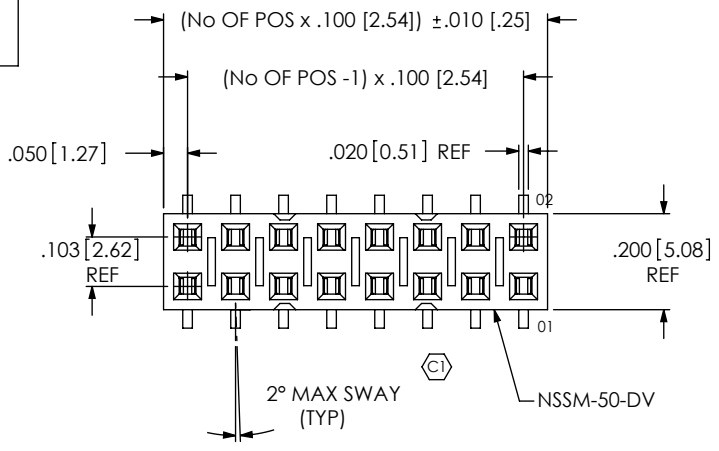 (No OF POS x .100 [2.54]) ±.010 [.25]
(No OF POS -1) x .100 [2.54]
.050 [1.27]
.020 [0.51] REF
02
.103 [2.62]
REF
.200 [5.08]
REF
01
C1
2° MAX SWAY
(TYP)
NSSM-50-DV